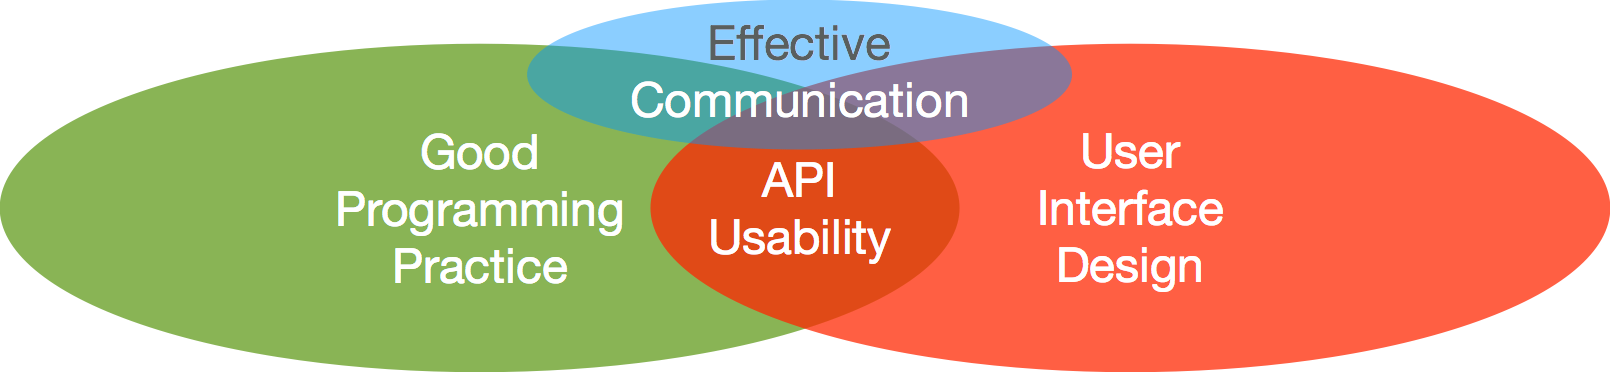 Effective
Communication
Good
Programming
Practice
API
Usability
User
Interface
Design